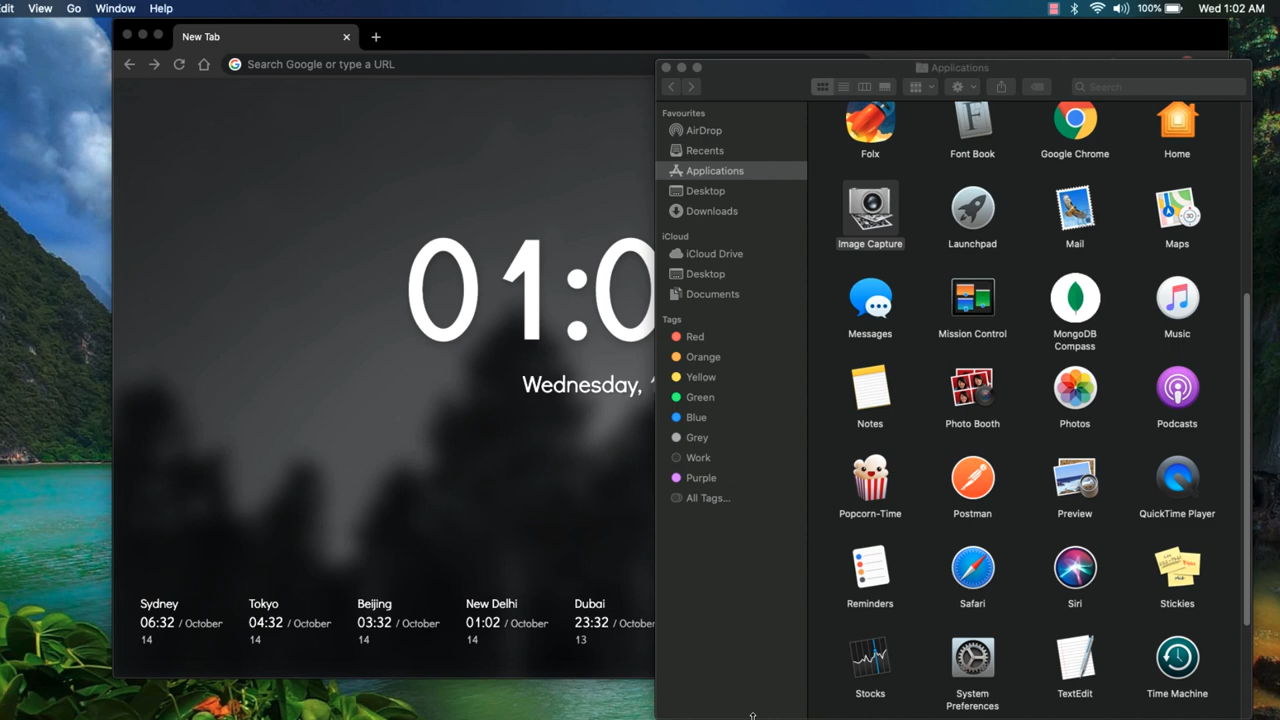 Edit View Go Window Help
100% Wed 1:02 AM
New Tab
Search Google or type a URL
Applications
Search
Favourites
AirDrop
Recents
Applications
Desktop
Downloads
iCloud
iCloud Drive
Desktop
Documents
Tags
Red
Orange
Yellow
Green
Blue
Grey
Work
Purple
All Tags...
Folx
Font Book
Google Chrome
Home
Image Capture
Launchpad
Mail
Maps
Messages
Mission Control
MongoDB
Compass
Music
Notes
Photo Booth
Photos
Podcasts
Popcorn-Time
Postman
Preview
QuickTime Player
Reminders
Safari
Siri
Stickies
Stocks
System
Preferences
TextEdit
Time Machine
01:0
Wednesday,
Sydney
06:32 / October
14
Tokyo
04:32 / October
14
Beijing
03:32 / October
14
New Delhi
01:02 / October
14
Dubai
23:32 / October
13